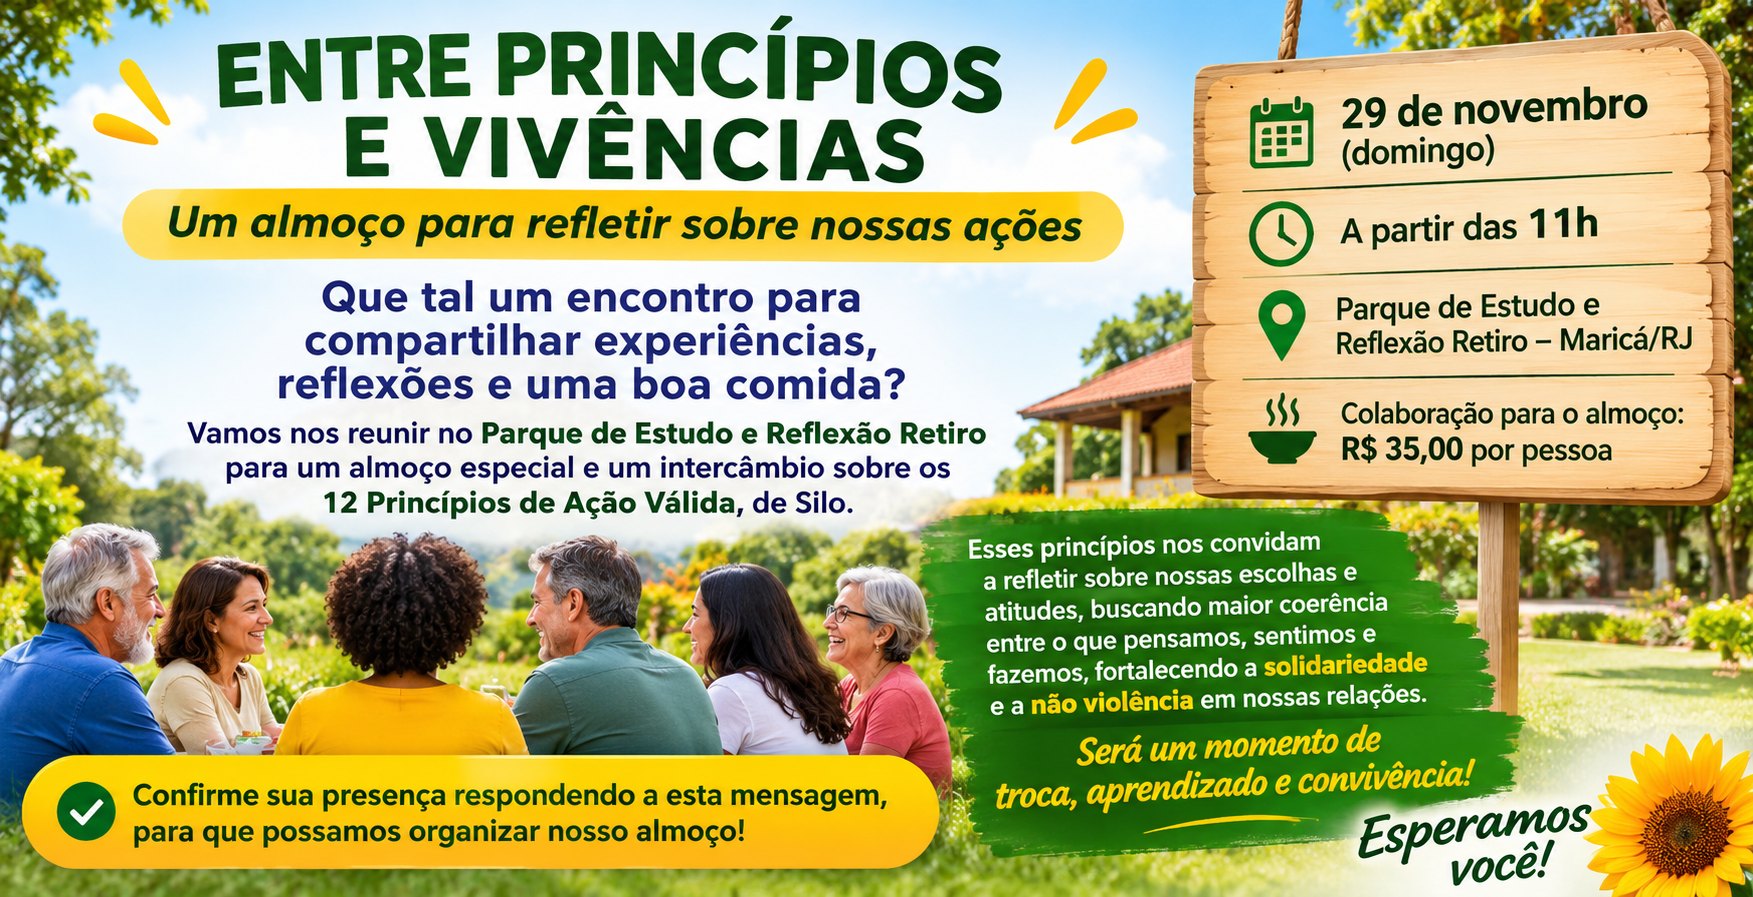 ENTRE PRINCÍPIOS
E VIVÊNCIAS
Um almoço para refletir sobre nossas ações
Que tal um encontro para
compartilhar experiências,
reflexões e uma boa comida?
Vamos nos reunir no Parque de Estudo e Reflexão Retiro
para um almoço especial e um intercâmbio sobre os
12 Princípios de Ação Válida, de Silo.
29 de novembro
(domingo)
A partir das 11h
Parque de Estudo e
Reflexão Retiro – Maricá/RJ
Colaboração para o almoço:
R$ 35,00 por pessoa
Esses princípios nos convidam
a refletir sobre nossas escolhas e
atitudes, buscando maior coerência
entre o que pensamos, sentimos e
fazemos, fortalecendo a solidariedade
e a não violência em nossas relações.
Será um momento de
troca, aprendizado e convivência!
Confirme sua presença respondendo a esta mensagem,
para que possamos organizar nosso almoço!
Esperamos
você!